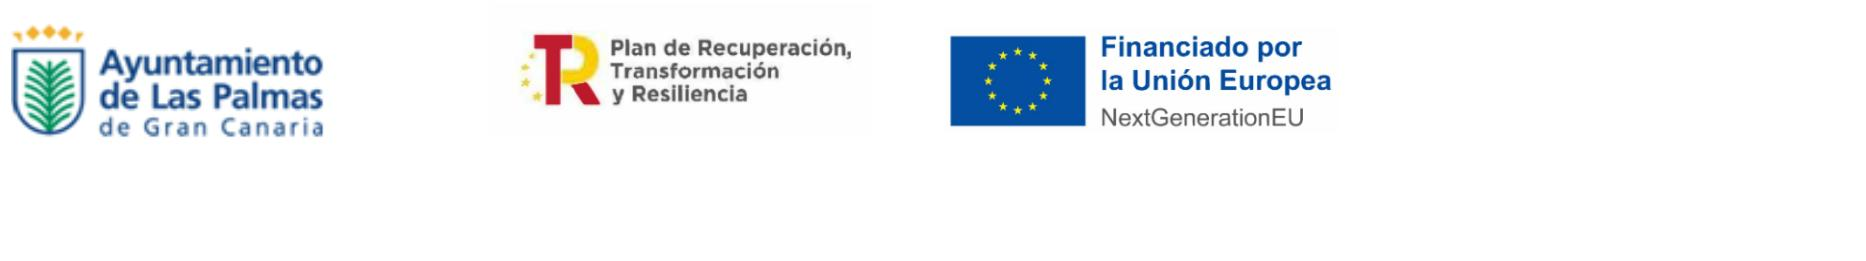 Ayuntamiento
de Las Palmas
de Gran Canaria
Plan de Recuperación,
Transformación
y Resiliencia
Financiado por
la Unión Europea
NextGenerationEU